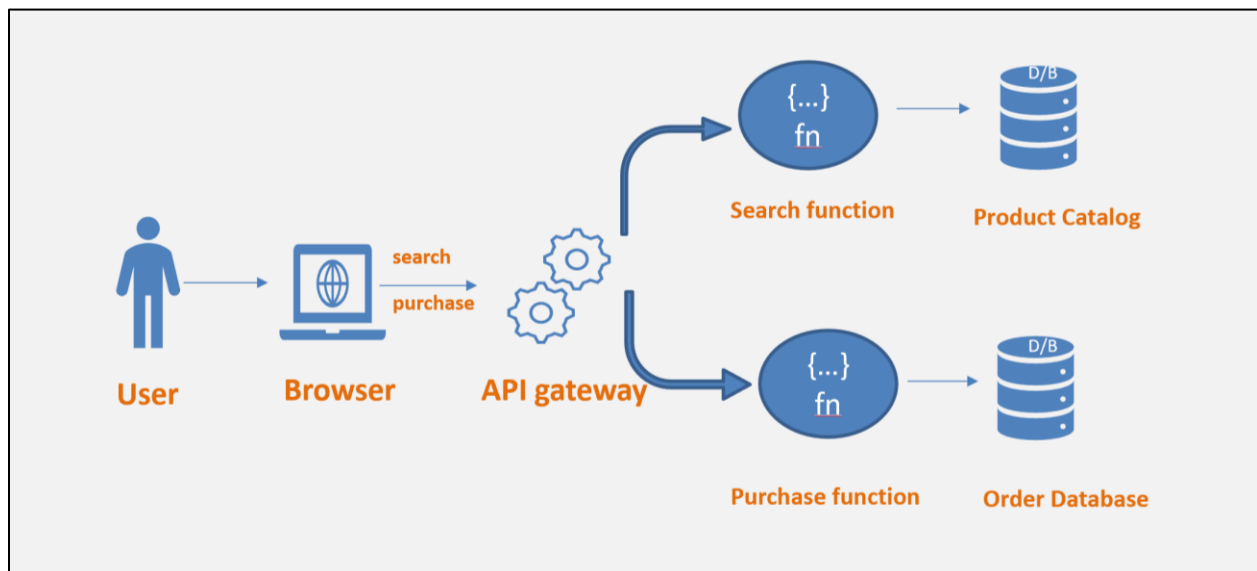 User
Browser
search
purchase
API gateway
{...}
fn
Search function
D/B
Product Catalog
{...}
fn
Purchase function
D/B
Order Database